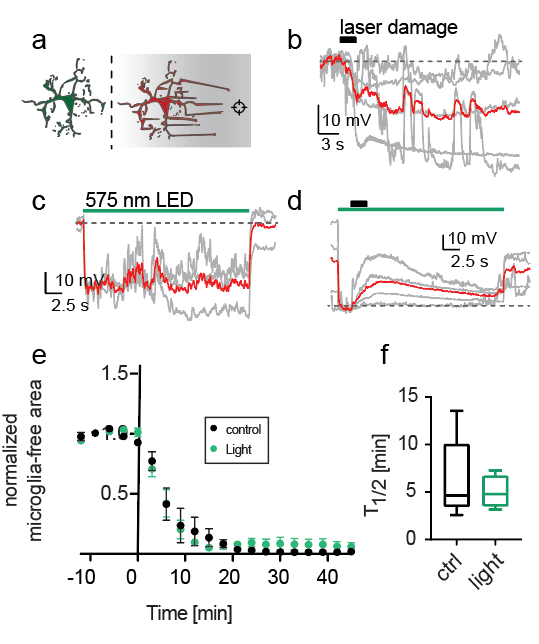 a
b
laser damage
10 mV
3 s
c
575 nm LED
10 mV
2.5 s
d
10 mV
2.5 s
e
normalized
microglia-free area
1.5
1.0
0.5
control
Light
-10 0 10 20 30 40
Time [min]
f
T1/2 [min]
15
10
5
0
ctrl
light